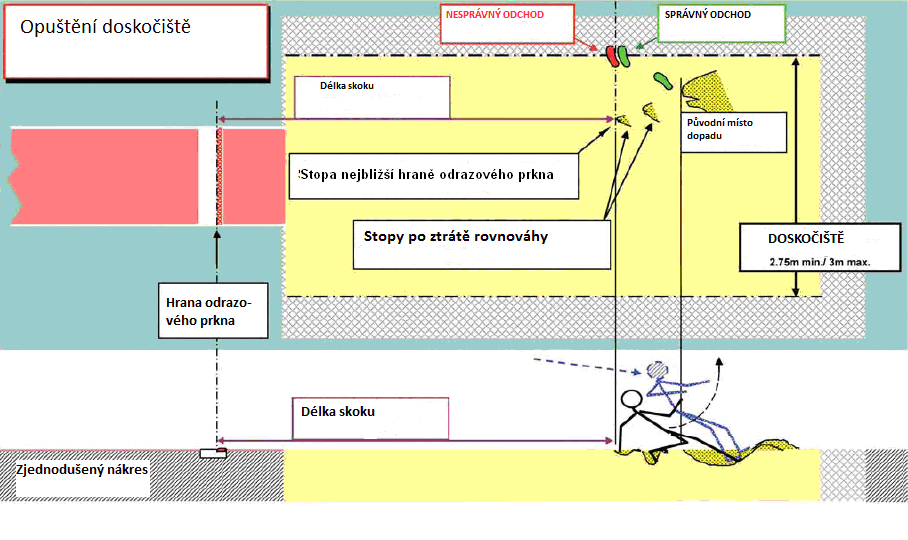 Opuštění doskočiště
NESPRÁVNÝ ODCHOD
SPRÁVNÝ ODCHOD
Délka skoku
Původní místo
dopadu
Stopa nejbližší hraně odrazového prkna
Stopy po ztrátě rovnováhy
DOSKOČIŠTĚ
2.75m min./ 3m max.
Hrana odrazo-
vého prkna
Délka skoku
Zjednodušený nákres